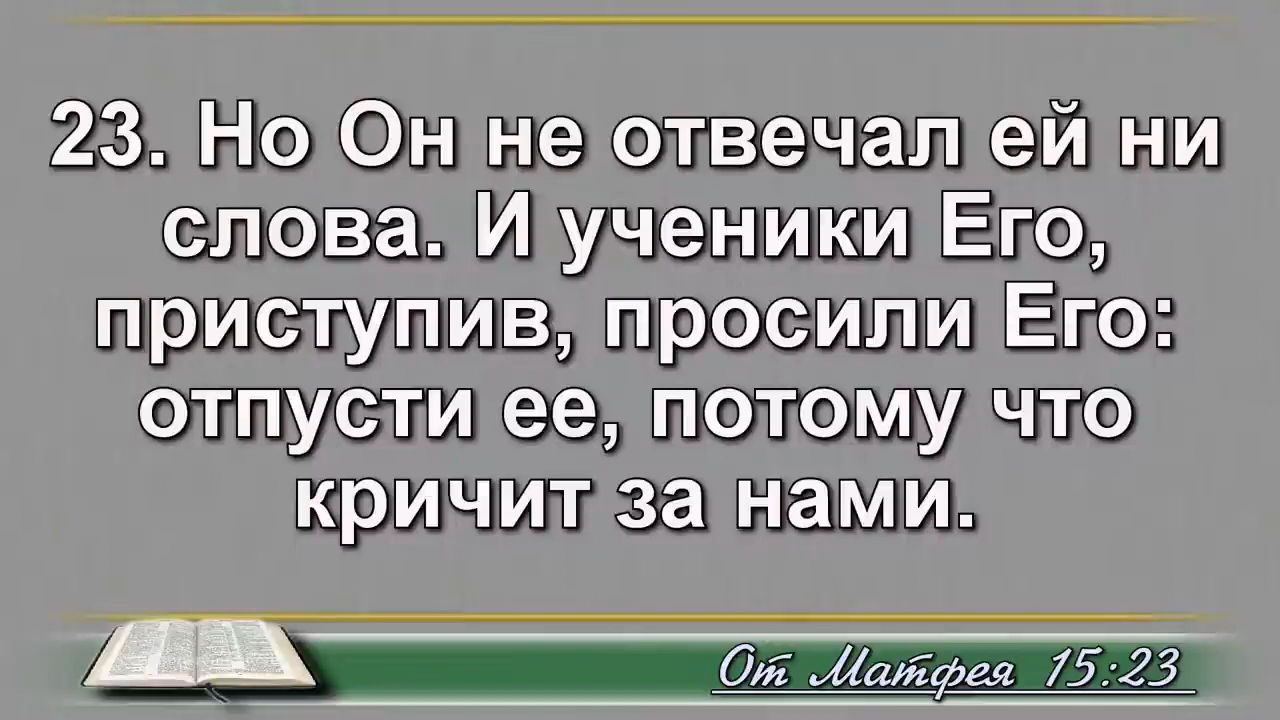 23. Но Он не отвечал ей ни
слова. И ученики Его,
приступив, просили Его:
отпусти ее, потому что
кричит за нами.
От Матфея 15:23